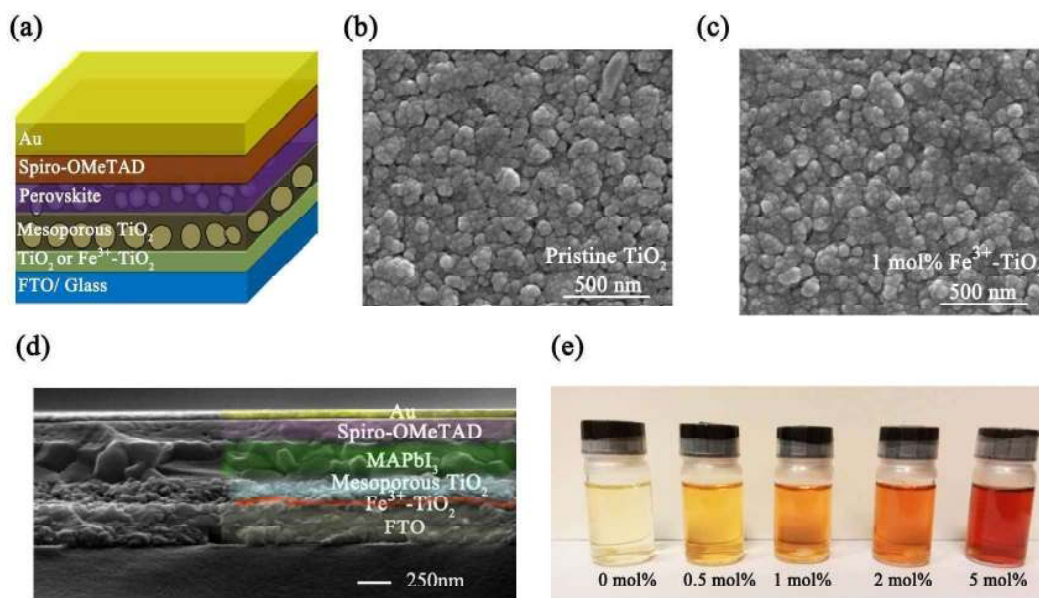 (a)
Au
Spiro-OMeTAD
Perovskite
Mesoporous TiO₂
TiO₂ or Fe³⁺-TiO₂
FTO/ Glass
(b)
Pristine TiO₂
500 nm
(c)
1 mol% Fe³⁺-TiO
500 nm
(d)
Au
Spiro-OMeTAD
MAPbI₃
Mesoporous TiO₂
Fe³⁺-TiO₂
FTO
250nm
(e)
0 mol%
0.5 mol%
1 mol%
2 mol%
5 mol%